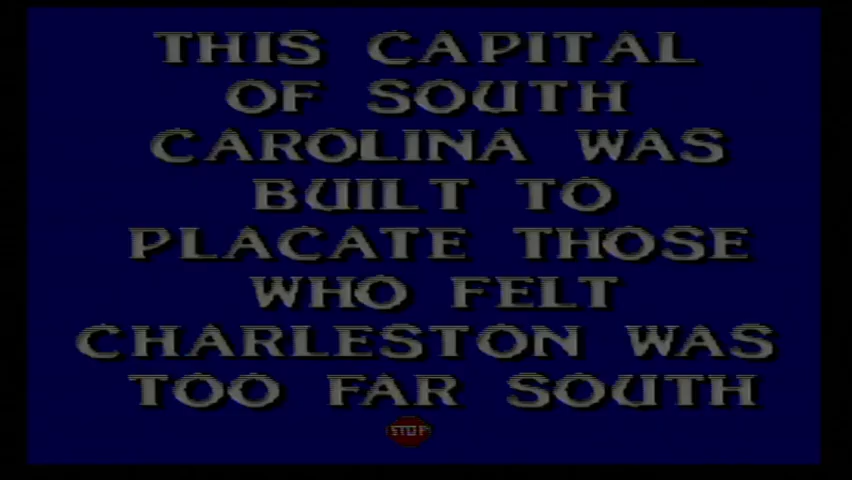 THIS CAPITAL
OF SOUTH
CAROLINA WAS
BUILT TO
PLACATE THOSE
WHO FELT
CHARLESTON WAS
TOO FAR SOUTH
STOP